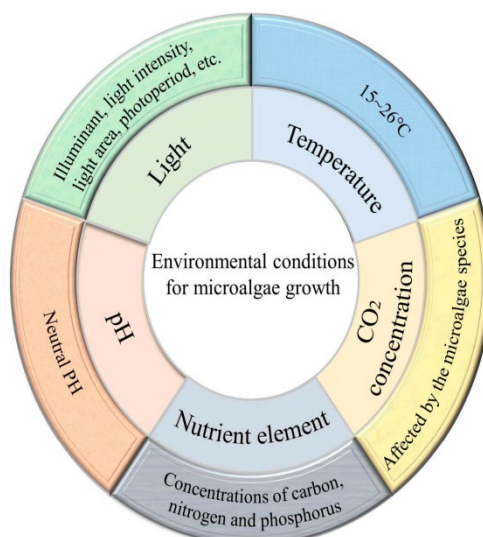 Illuminant, light intensity,
light area, photoperiod, etc.
Light
15~26℃
Temperature
Environmental conditions
for microalgae growth
pH
Neutral PH
CO₂
concentration
Affected by the microalgae species
Nutrient element
Concentrations of carbon,
nitrogen and phosphorus